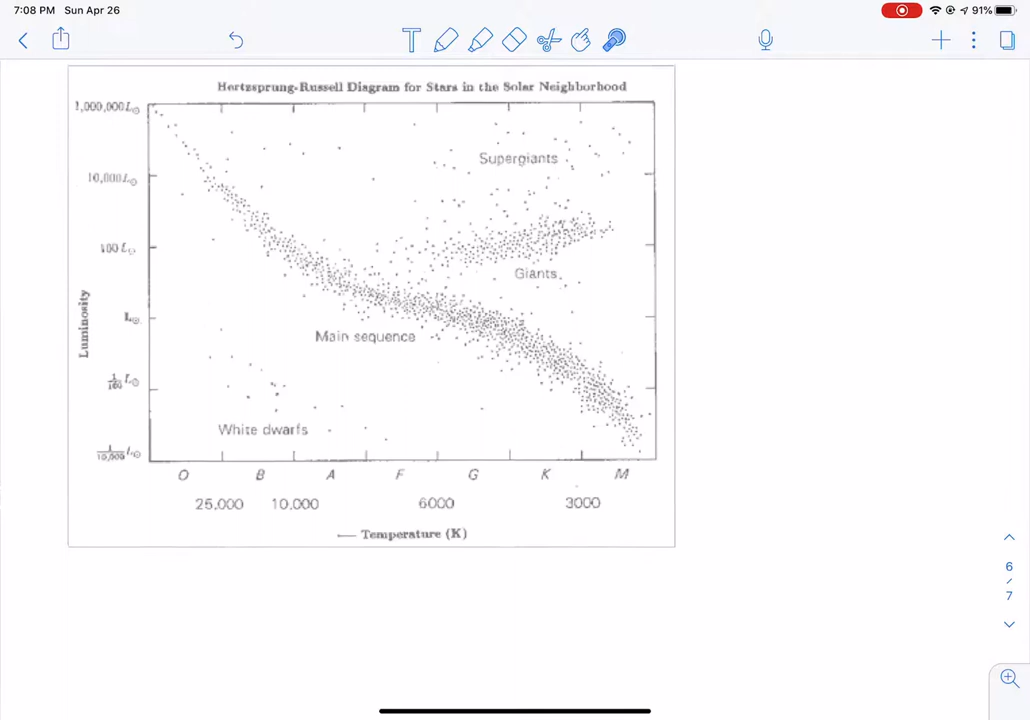 7:08 PM Sun Apr 26
91%
T
Hertzsprung-Russell Diagram for Stars in the Solar Neighborhood
1,000,000 L⊙
Supergiants
10,000 L⊙
100 L⊙
Giants
Luminosity
L⊙
Main sequence
1/100 L⊙
White dwarfs
1/10,000 L⊙
O B A F G K M
25,000 10,000 6000 3000
← Temperature (K)
6
/
7